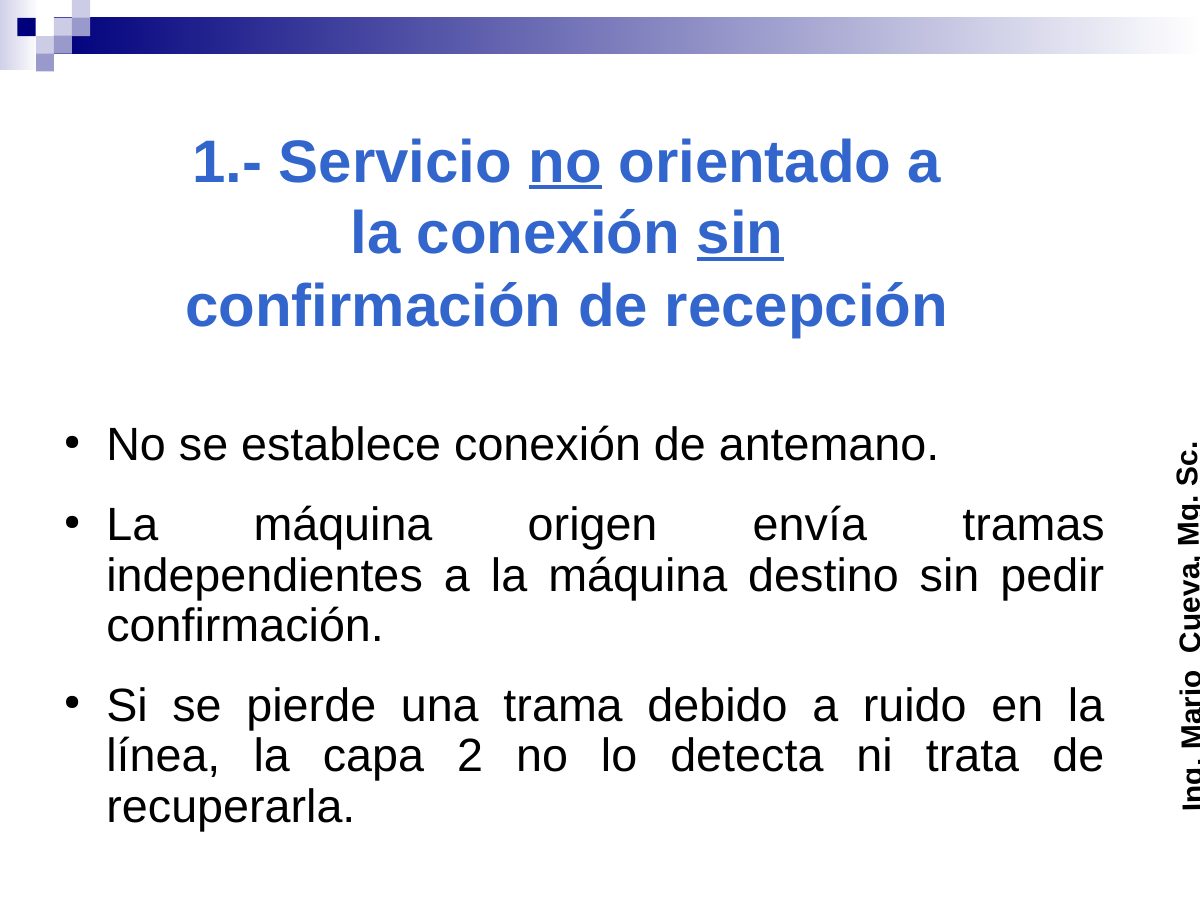 1.- Servicio no orientado a
la conexión sin
confirmación de recepción
• No se establece conexión de antemano.
• La máquina origen envía tramas
independientes a la máquina destino sin pedir
confirmación.
• Si se pierde una trama debido a ruido en la
línea, la capa 2 no lo detecta ni trata de
recuperarla.
Ing. Mario Cueva, Mg. Sc.